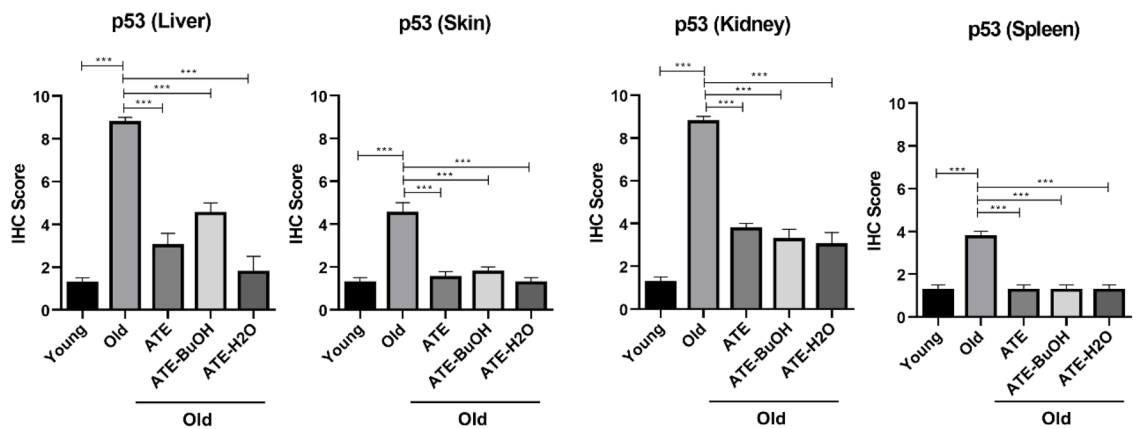 p53 (Liver)
***
***
***
***
IHC Score
10
8
6
4
2
0
Young
Old
ATE
ATE-BuOH
ATE-H2O
Old
p53 (Skin)
***
***
***
***
IHC Score
10
8
6
4
2
0
Young
Old
ATE
ATE-BuOH
ATE-H2O
Old
p53 (Kidney)
***
***
***
***
IHC Score
10
8
6
4
2
0
Young
Old
ATE
ATE-BuOH
ATE-H2O
Old
p53 (Spleen)
***
***
***
***
IHC Score
10
8
6
4
2
0
Young
Old
ATE
ATE-BuOH
ATE-H2O
Old